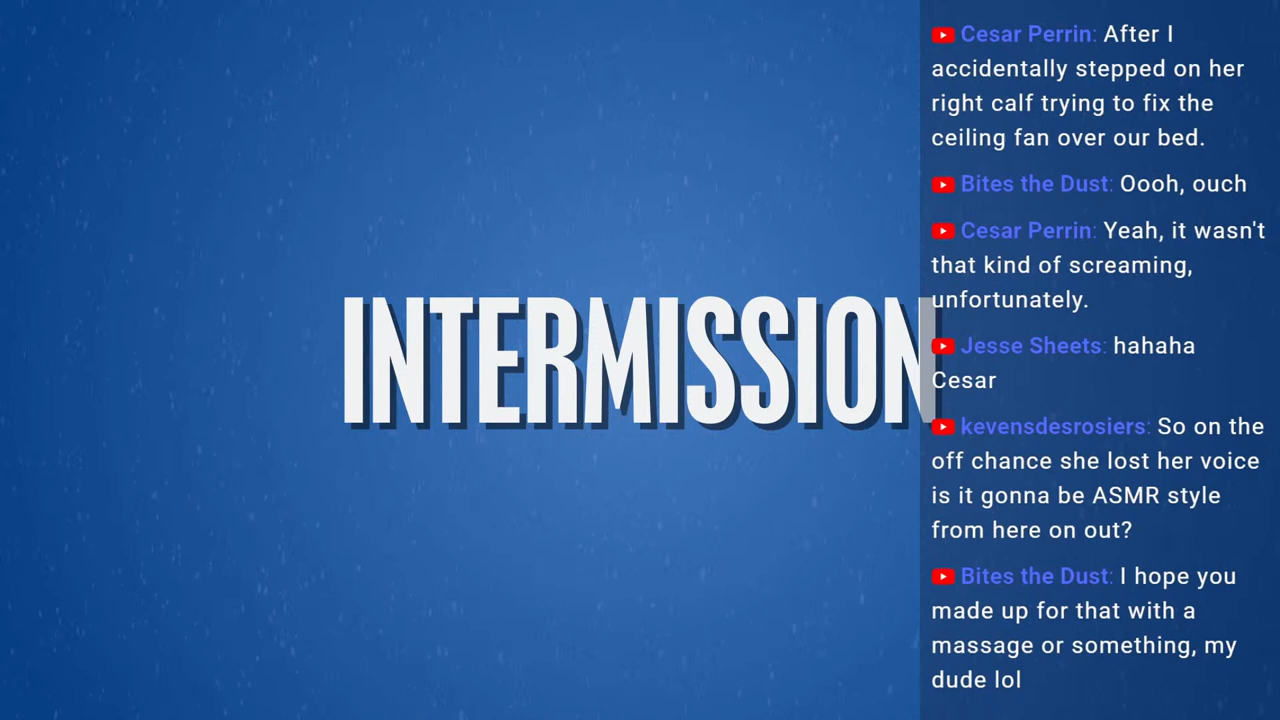 INTERMISSION
Cesar Perrin: After I
accidentally stepped on her
right calf trying to fix the
ceiling fan over our bed.
Bites the Dust: Oooh, ouch
Cesar Perrin: Yeah, it wasn't
that kind of screaming,
unfortunately.
Jesse Sheets: hahaha
Cesar
kevensdesrosiers: So on the
off chance she lost her voice
is it gonna be ASMR style
from here on out?
Bites the Dust: I hope you
made up for that with a
massage or something, my
dude lol